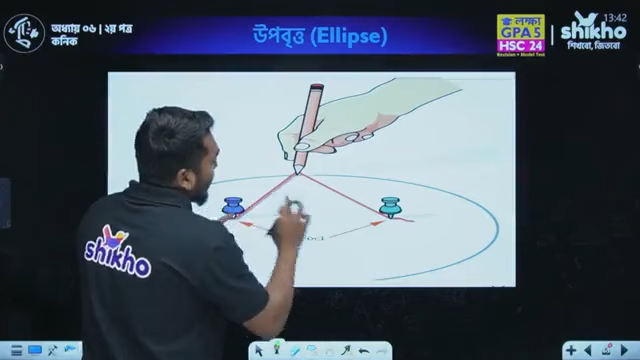 অধ্যায় ০৬ | ২য় পত্র
কনিক
উপবৃত্ত (Ellipse)
লক্ষ্য
GPA 5
HSC 24
Revision + Model Test
13:42
shikho
শিখবো, জিতবো
shikho